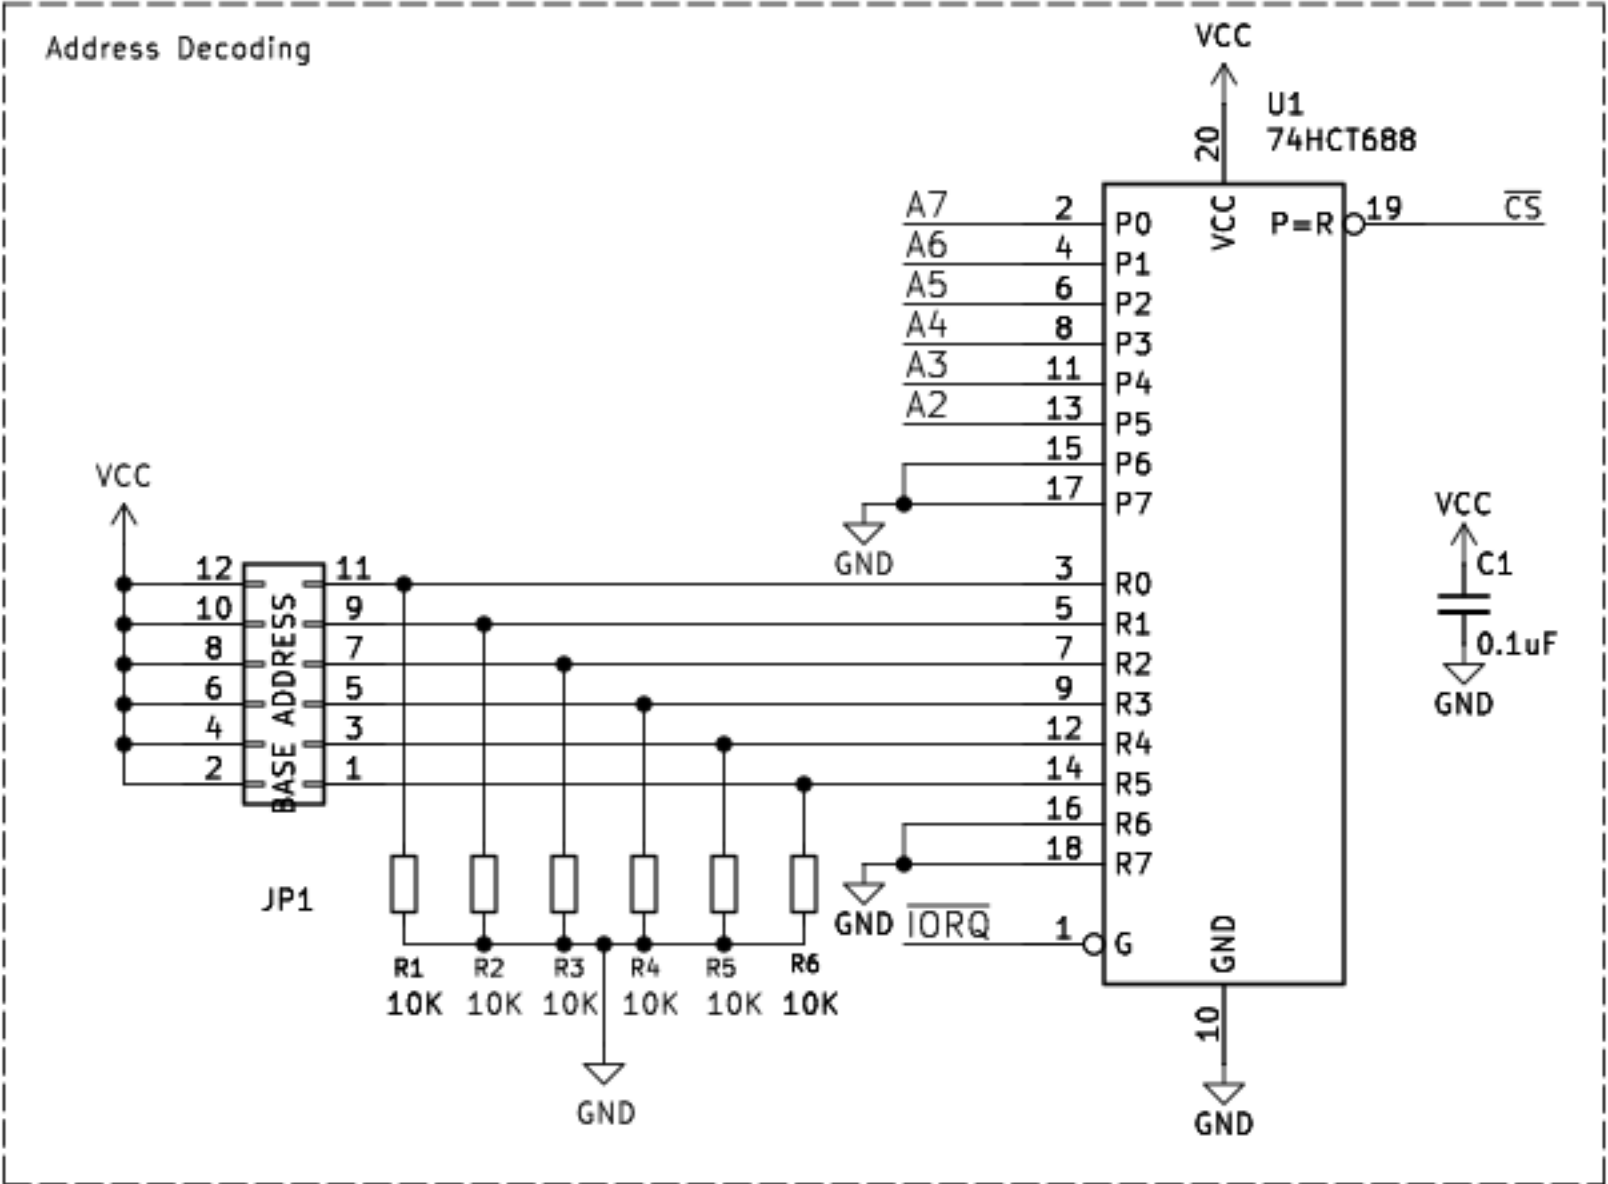 Address Decoding
VCC
U1
74HCT688
20
VCC
A7 2 P0
P=R 19 C̅S̅
A6 4 P1
A5 6 P2
A4 8 P3
A3 11 P4
A2 13 P5
15 P6
17 P7
GND
VCC
C1
0.1uF
GND
VCC
12 11 3 R0
10 9 5 R1
8 7 7 R2
6 5 9 R3
4 3 12 R4
2 1 14 R5
BASE ADDRESS
JP1
16 R6
18 R7
GND
I̅O̅R̅Q̅ 1 G
GND
10
GND
R1 R2 R3 R4 R5 R6
10K 10K 10K 10K 10K 10K
GND